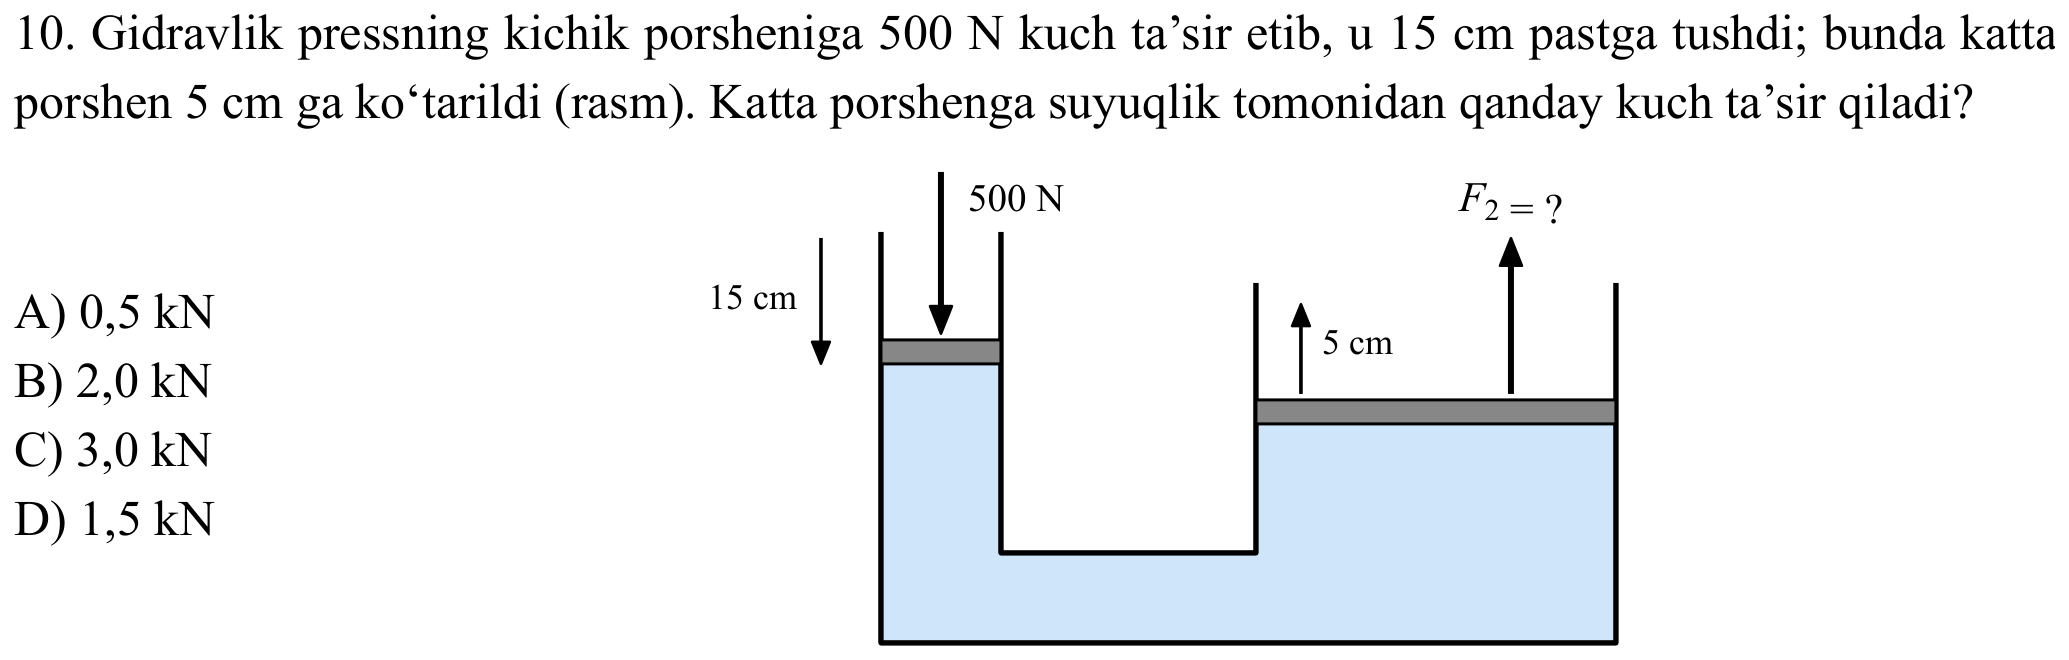 10. Gidravlik pressning kichik porsheniga 500 N kuch ta’sir etib, u 15 cm pastga tushdi; bunda katta
porshen 5 cm ga ko‘tarildi (rasm). Katta porshenga suyuqlik tomonidan qanday kuch ta’sir qiladi?
500 N
F₂ = ?
15 cm
5 cm
A) 0,5 kN
B) 2,0 kN
C) 3,0 kN
D) 1,5 kN